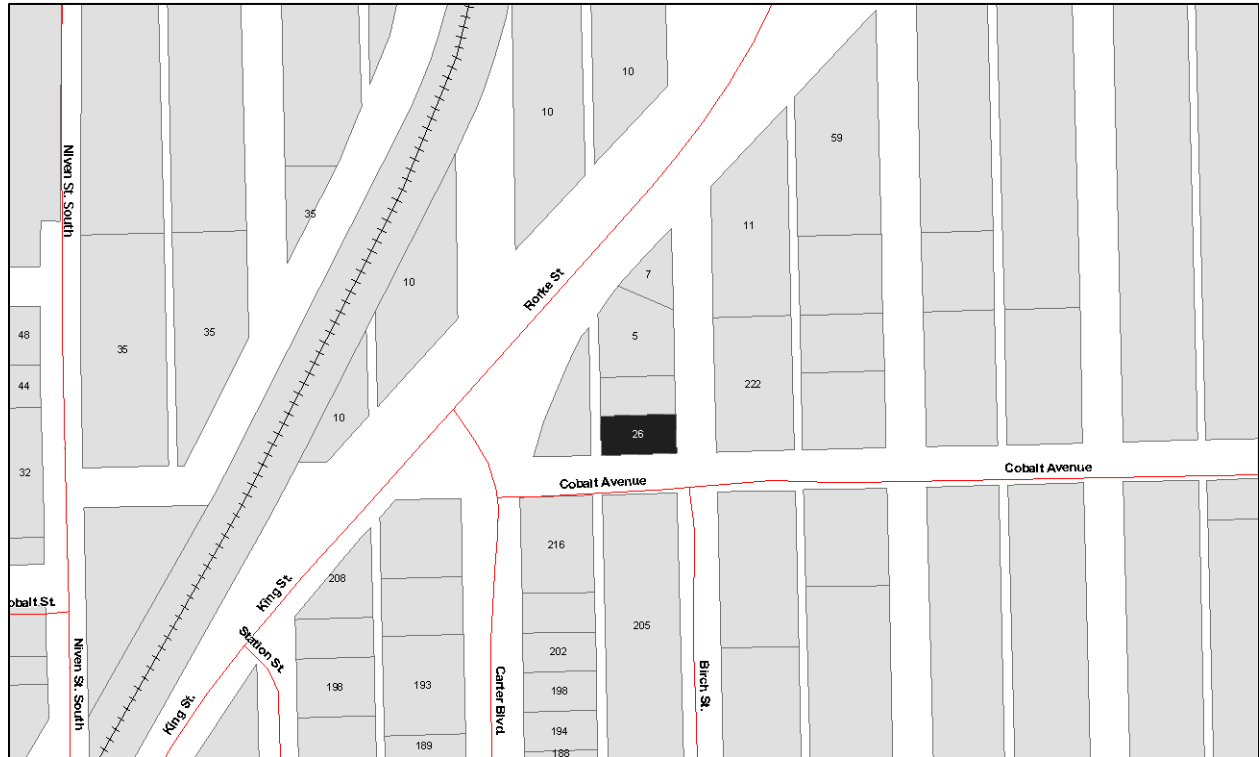 10
10
59
Niven St. South
35
11
7
10
Rorke St
48
35
35
5
44
222
10
26
32
Cobalt Avenue
Cobalt Avenue
216
208
King St.
obalt St.
205
Station St.
202
Niven St. South
198
193
Carter Blvd.
Birch St.
198
King St.
194
189
188